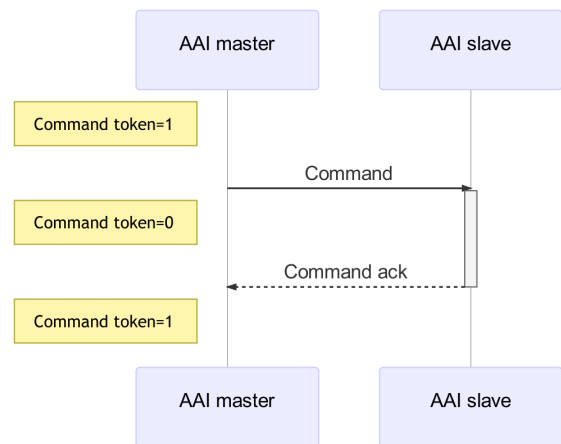 AAI master
AAI slave
Command token=1
Command
Command token=0
Command ack
Command token=1
AAI master
AAI slave